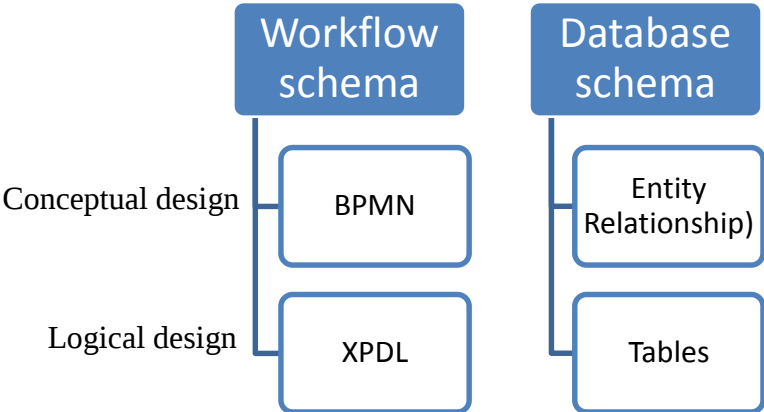 Workflow
schema
Database
schema
Conceptual design
BPMN
Entity
Relationship)
Logical design
XPDL
Tables